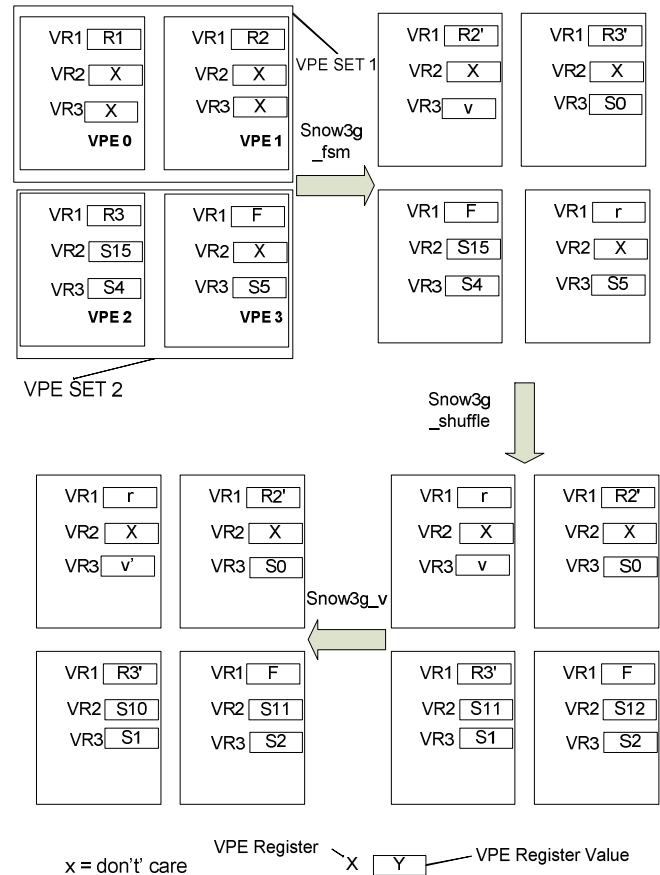 VR1 R1
VR2 X
VR3 X
VPE 0
VR1 R2
VR2 X
VR3 X
VPE 1
VPE SET 1
VR1 R3
VR2 S15
VR3 S4
VPE 2
VR1 F
VR2 X
VR3 S5
VPE 3
VPE SET 2
Snow3g
_fsm
VR1 R2'
VR2 X
VR3 v
VR1 R3'
VR2 X
VR3 S0
VR1 F
VR2 S15
VR3 S4
VR1 r
VR2 X
VR3 S5
Snow3g
_shuffle
VR1 r
VR2 X
VR3 v
VR1 R2'
VR2 X
VR3 S0
VR1 R3'
VR2 S11
VR3 S1
VR1 F
VR2 S12
VR3 S2
Snow3g_v
VR1 r
VR2 X
VR3 v'
VR1 R2'
VR2 X
VR3 S0
VR1 R3'
VR2 S10
VR3 S1
VR1 F
VR2 S11
VR3 S2
x = don't' care
VPE Register
X Y
VPE Register Value